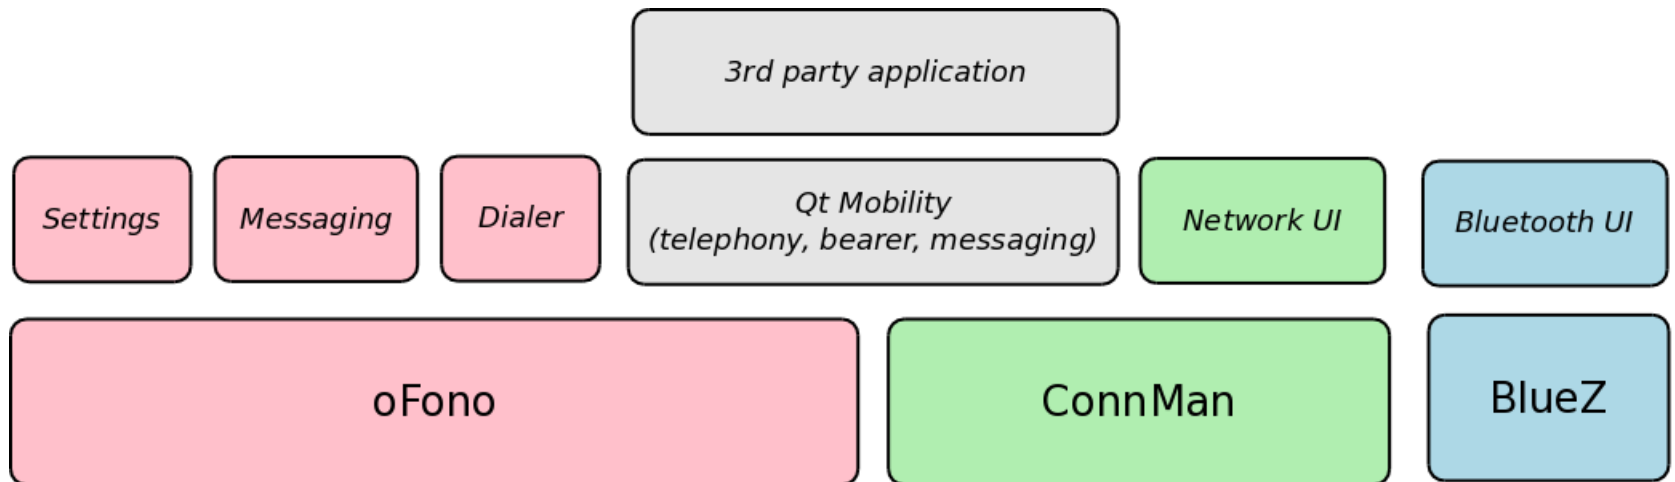 3rd party application
Settings
Messaging
Dialer
Qt Mobility
(telephony, bearer, messaging)
Network UI
Bluetooth UI
oFono
ConnMan
BlueZ